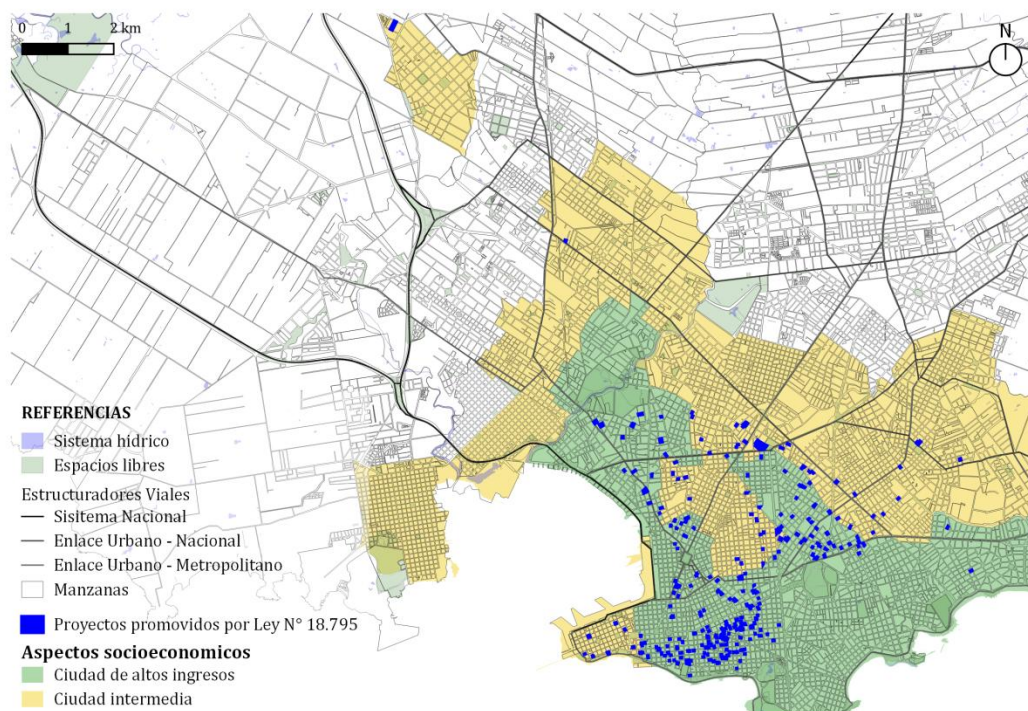 0 1 2 km
N
REFERENCIAS
Sistema hídrico
Espacios libres
Estructuradores Viales
Sisitema Nacional
Enlace Urbano - Nacional
Enlace Urbano - Metropolitano
Manzanas
Proyectos promovidos por Ley N° 18.795
Aspectos socioeconomicos
Ciudad de altos ingresos
Ciudad intermedia